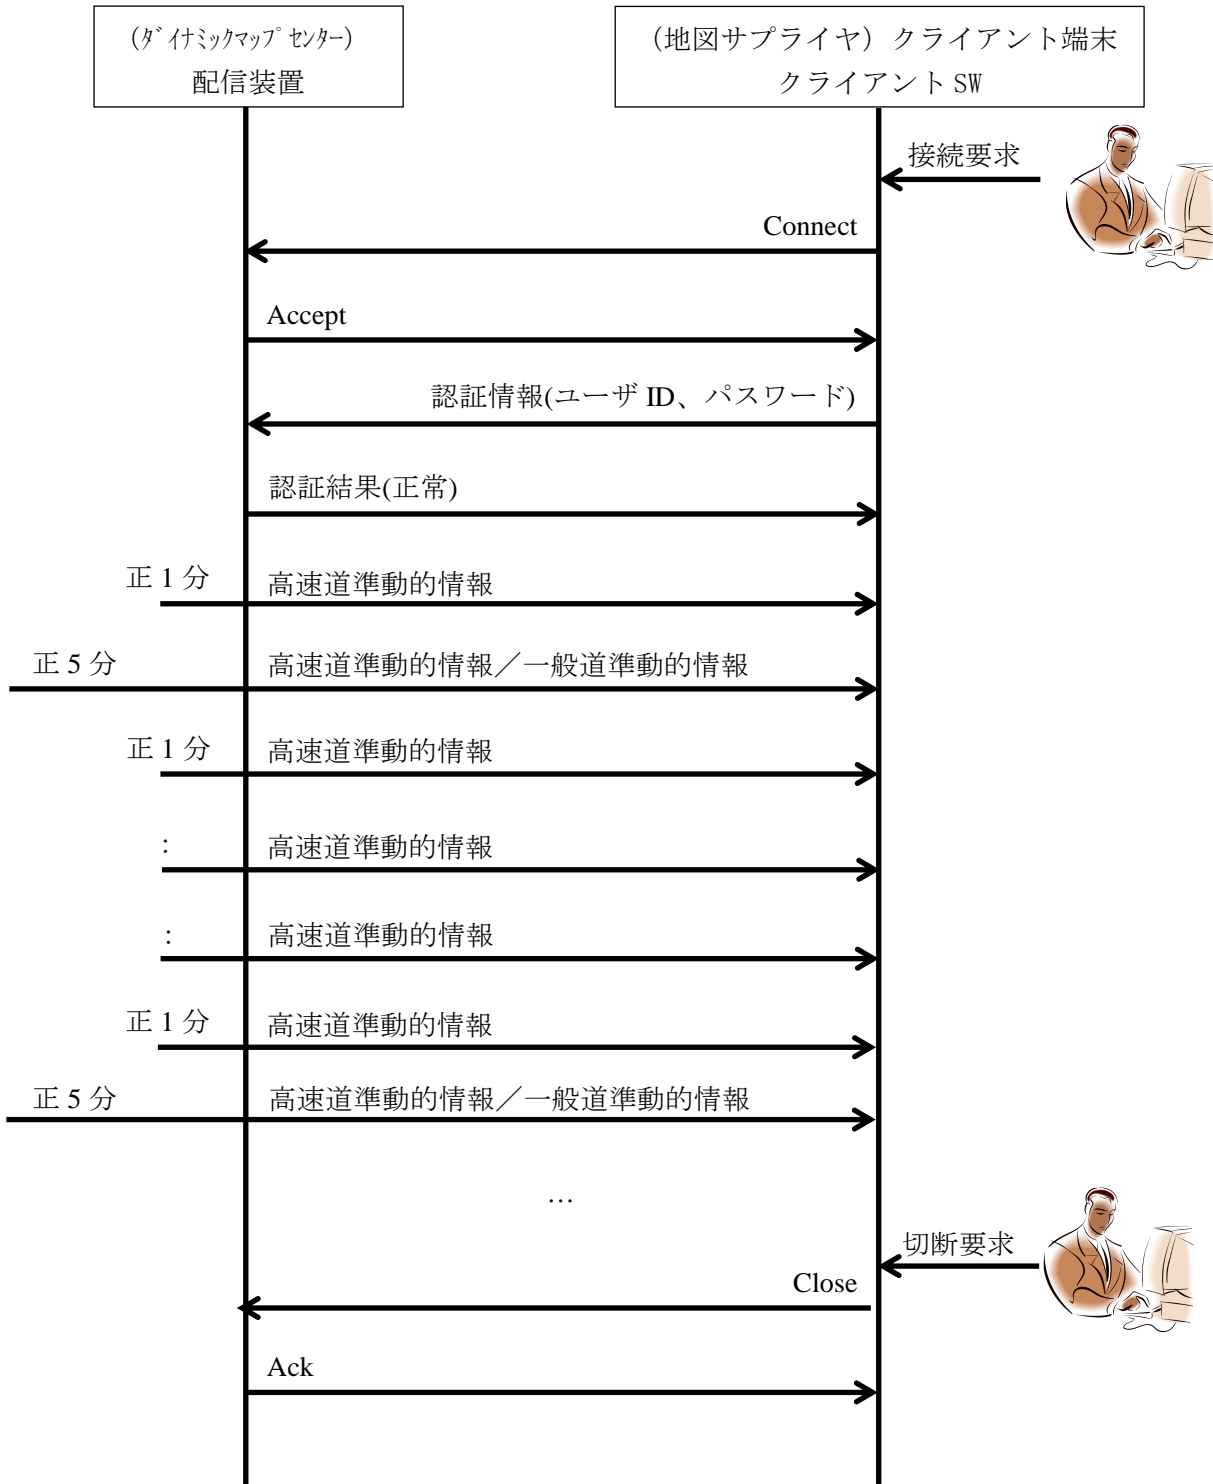 (ﾀﾞｲﾅﾐｯｸﾏｯﾌﾟｾﾝﾀｰ)
配信装置
（地図サプライヤ）クライアント端末
クライアント SW
接続要求
Connect
Accept
認証情報(ユーザ ID、パスワード)
認証結果(正常)
正 1 分
高速道準動的情報
正 5 分
高速道準動的情報／一般道準動的情報
正 1 分
高速道準動的情報
:
高速道準動的情報
:
高速道準動的情報
正 1 分
高速道準動的情報
正 5 分
高速道準動的情報／一般道準動的情報
…
切断要求
Close
Ack